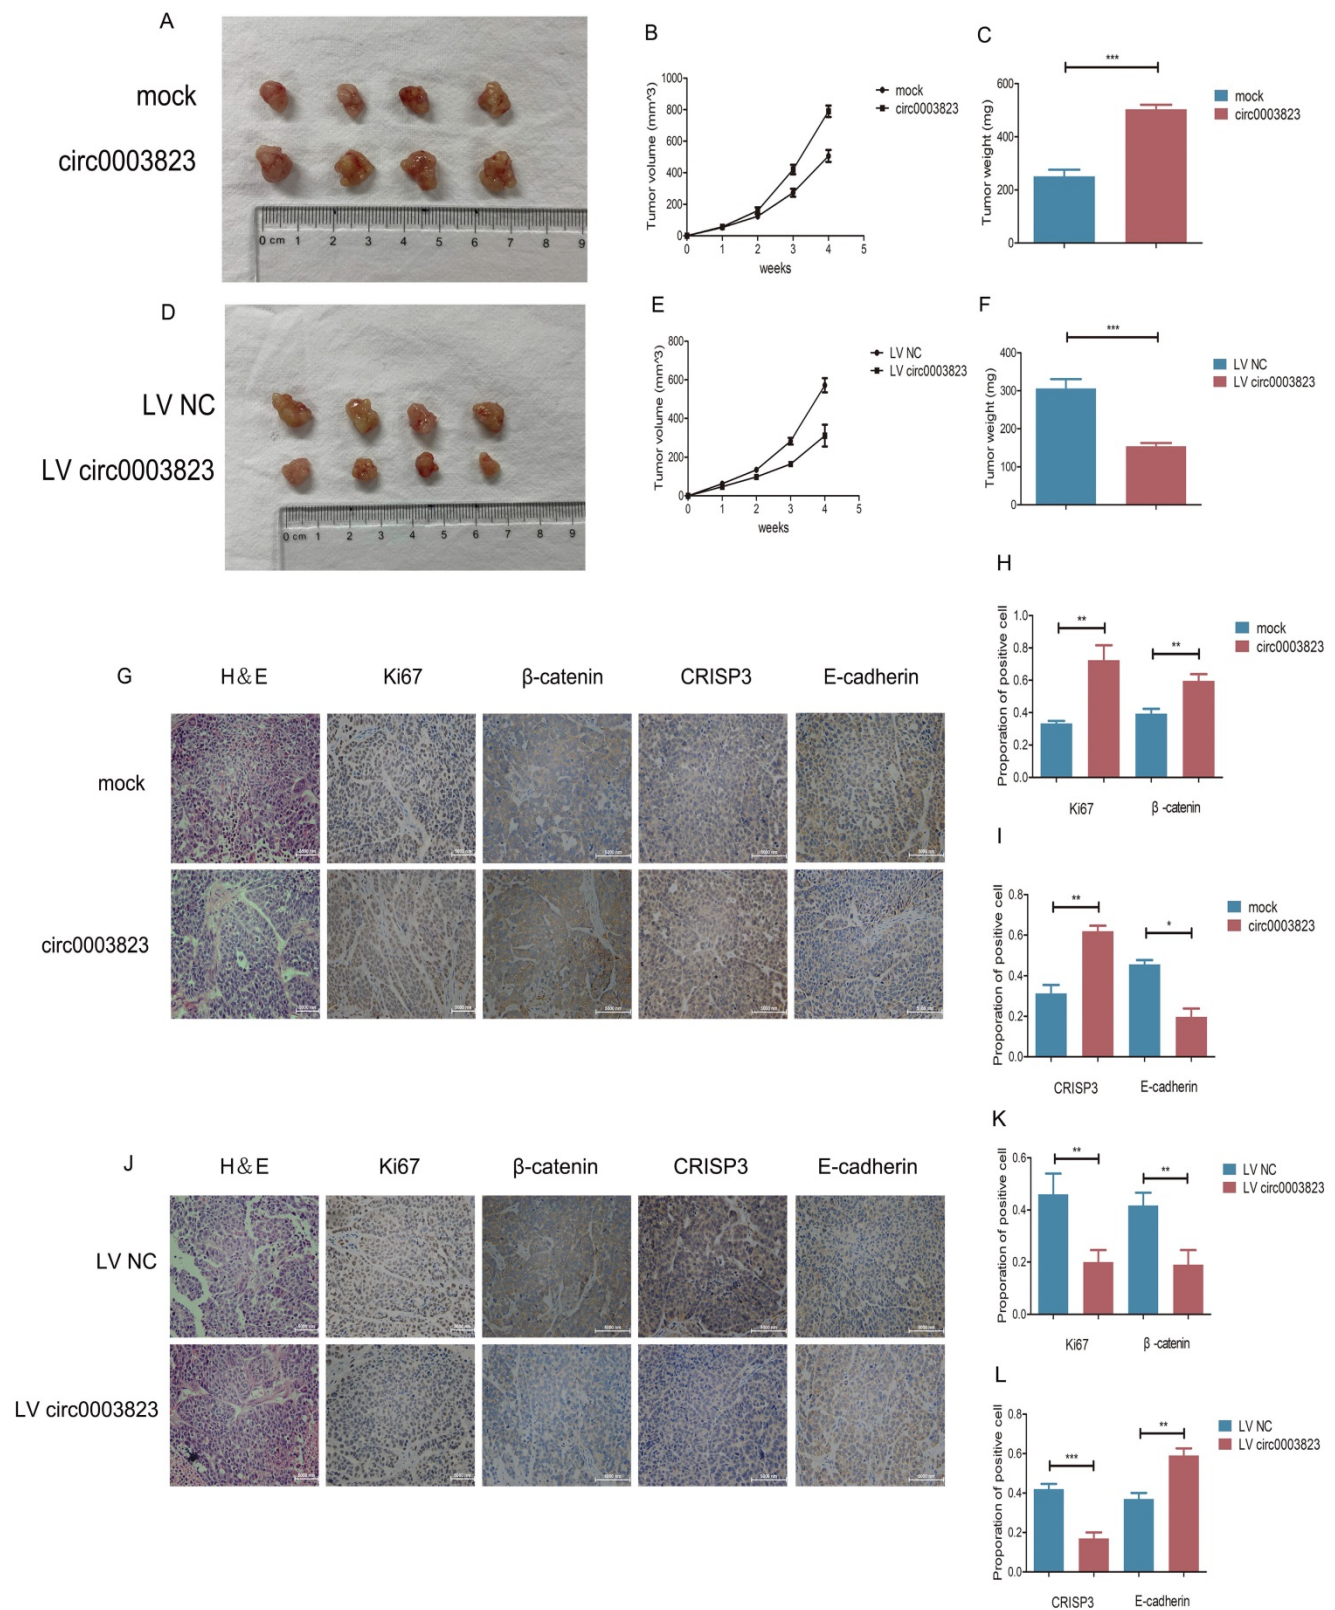 A
mock
circ0003823
0 cm 1 2 3 4 5 6 7 8 9
B
Tumor volume (mm^3)
1000
800
600
400
200
0
0 1 2 3 4 5
weeks
mock
circ0003823
C
***
Tumor weight (mg)
600
400
200
0
mock
circ0003823
D
LV NC
LV circ0003823
0 cm 1 2 3 4 5 6 7 8 9
E
Tumor volume (mm^3)
800
600
400
200
0
0 1 2 3 4 5
weeks
LV NC
LV circ0003823
F
***
Tumor weight (mg)
400
300
200
100
0
LV NC
LV circ0003823
G
H&E Ki67 β-catenin CRISP3 E-cadherin
mock
circ0003823
H
Proporation of positive cell
1.0
0.8
0.6
0.4
0.2
0.0
** **
Ki67 β -catenin
mock
circ0003823
I
Proporation of positive cell
0.8
0.6
0.4
0.2
0.0
** *
CRISP3 E-cadherin
mock
circ0003823
J
H&E Ki67 β-catenin CRISP3 E-cadherin
LV NC
LV circ0003823
K
Proporation of positive cell
0.6
0.4
0.2
0.0
** **
Ki67 β -catenin
LV NC
LV circ0003823
L
Proporation of positive cell
0.8
0.6
0.4
0.2
0.0
*** **
CRISP3 E-cadherin
LV NC
LV circ0003823